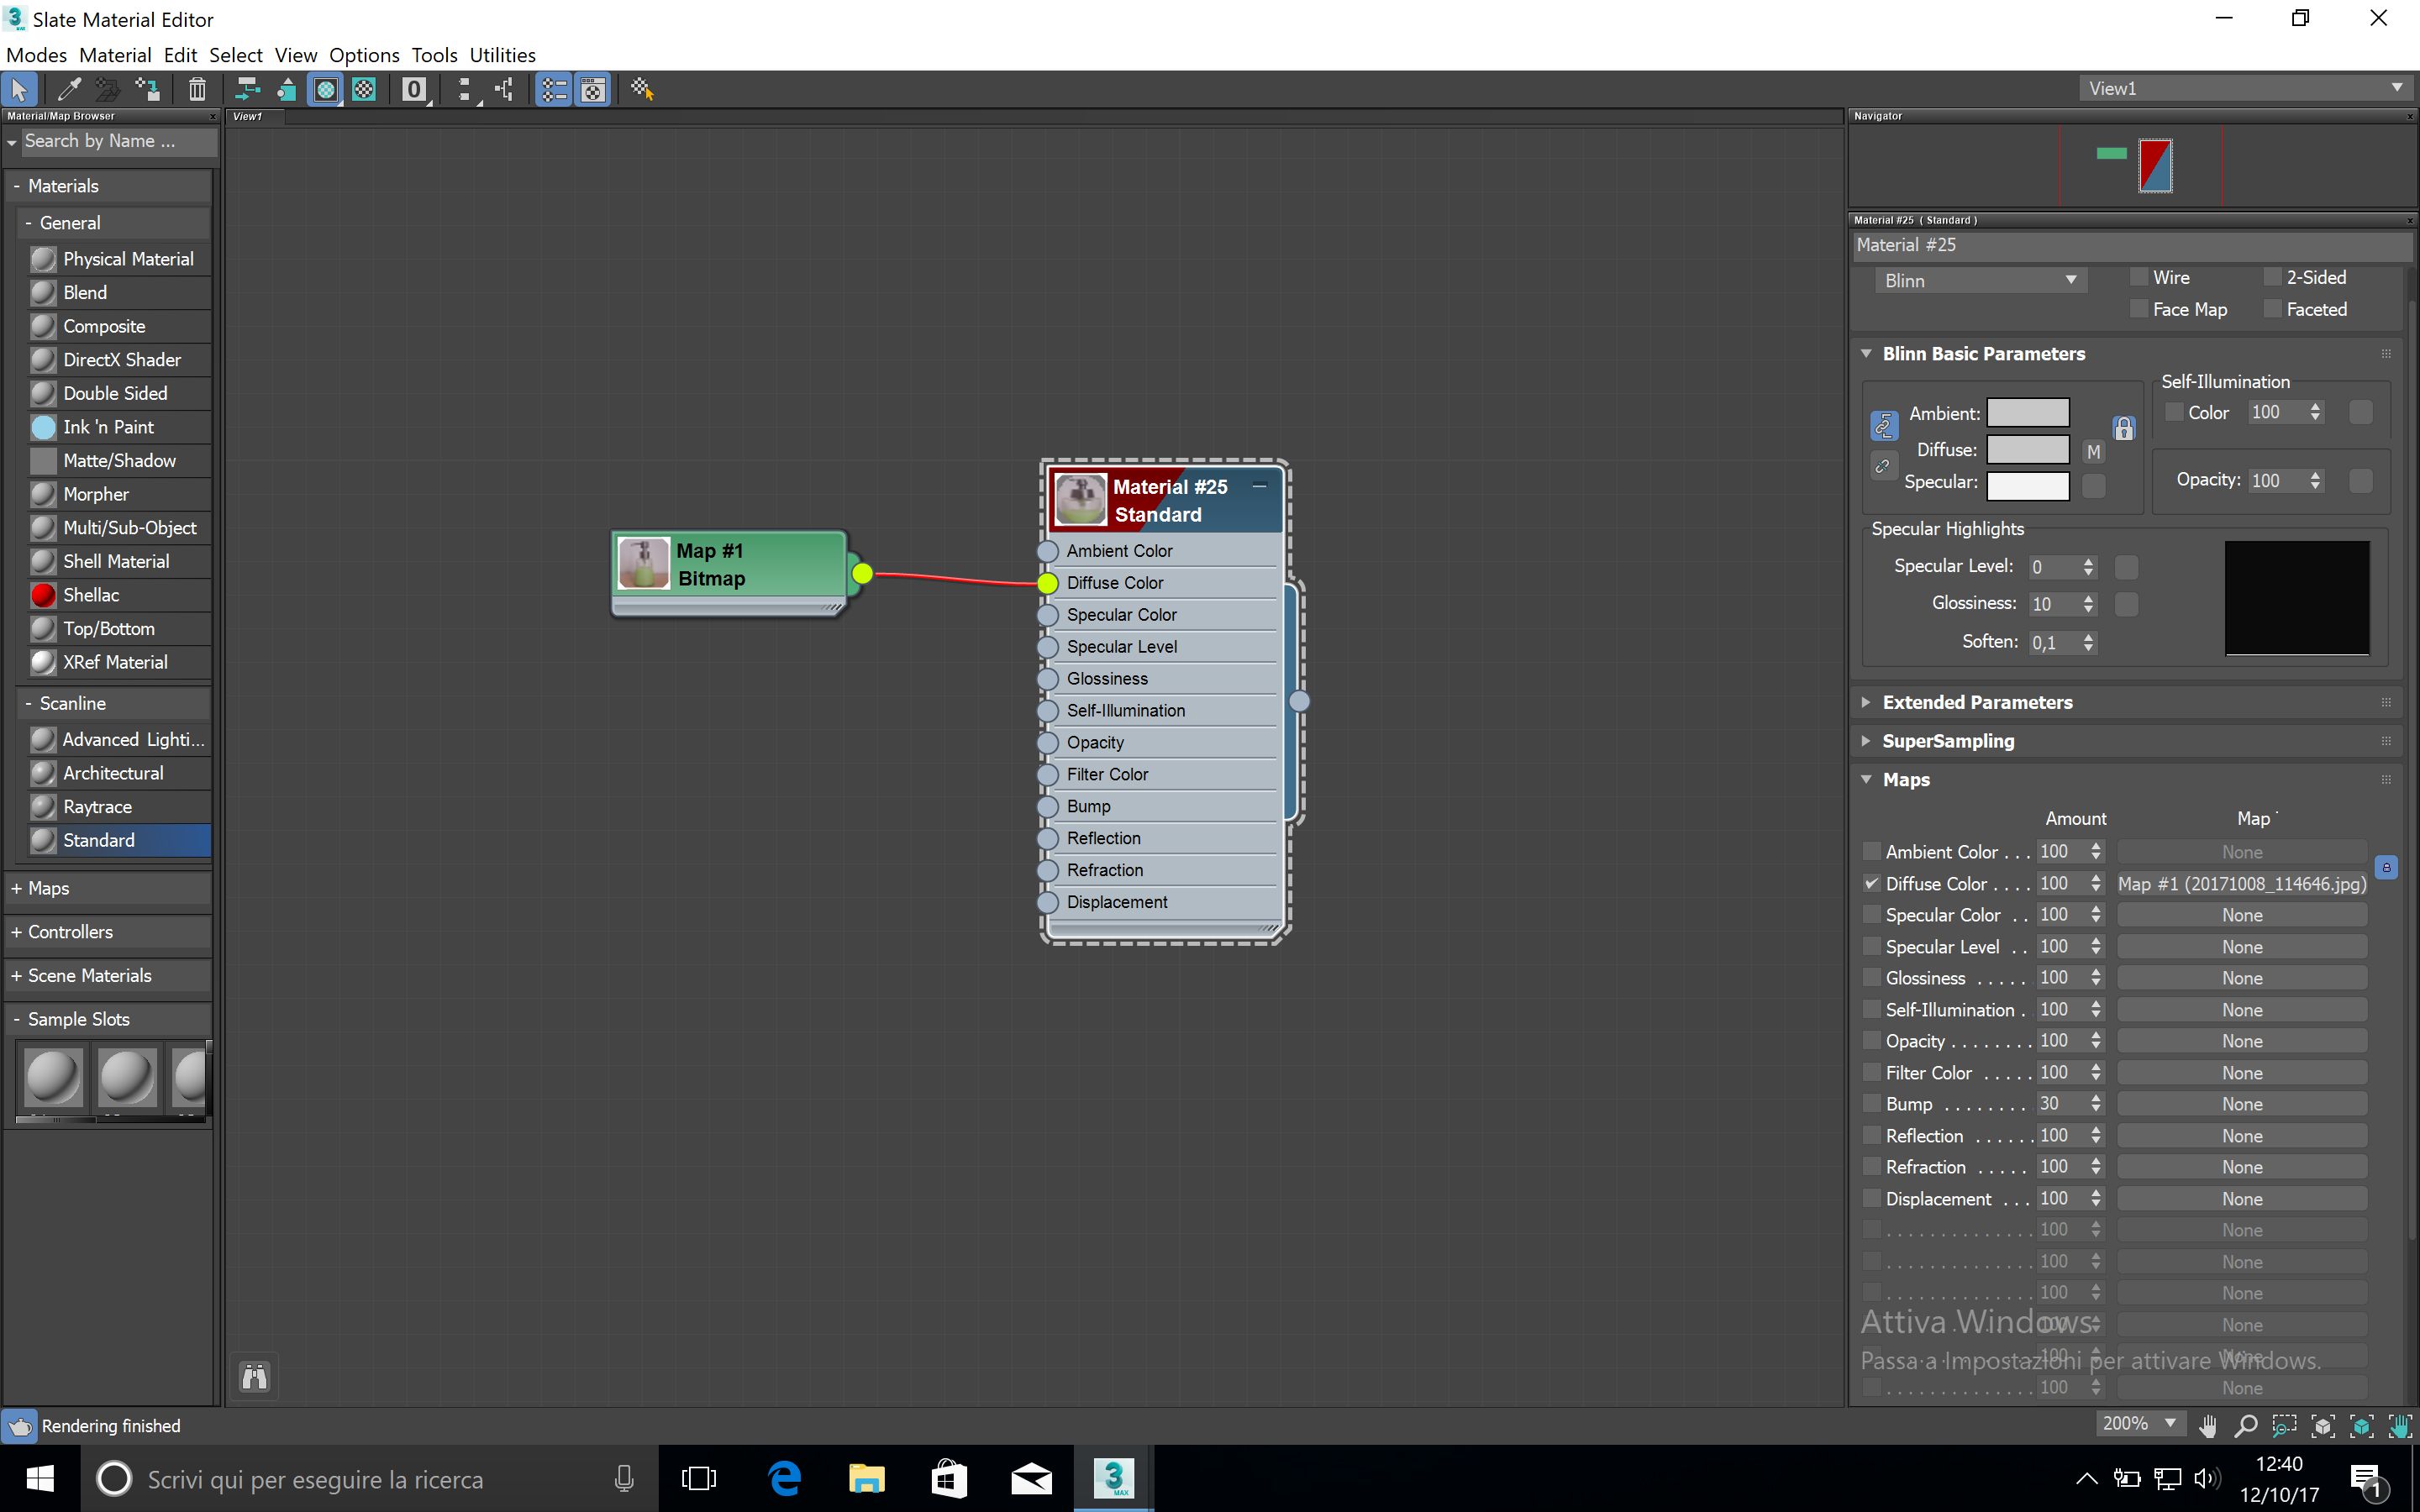 Slate Material Editor
Modes Material Edit Select View Options Tools Utilities
0
View1
Material/Map Browser
Search by Name ...
- Materials
- General
Physical Material
Blend
Composite
DirectX Shader
Double Sided
Ink 'n Paint
Matte/Shadow
Morpher
Multi/Sub-Object
Shell Material
Shellac
Top/Bottom
XRef Material
- Scanline
Advanced Lighti...
Architectural
Raytrace
Standard
+ Maps
+ Controllers
+ Scene Materials
- Sample Slots
View1
Map #1
Bitmap
Material #25
Standard
Ambient Color
Diffuse Color
Specular Color
Specular Level
Glossiness
Self-Illumination
Opacity
Filter Color
Bump
Reflection
Refraction
Displacement
Navigator
Material #25 ( Standard )
Material #25
Blinn
Wire
2-Sided
Face Map
Faceted
Blinn Basic Parameters
Ambient:
Diffuse:
M
Specular:
Self-Illumination
Color 100
Opacity: 100
Specular Highlights
Specular Level: 0
Glossiness: 10
Soften: 0,1
Extended Parameters
SuperSampling
Maps
Amount Map
Ambient Color . . . 100 None
Diffuse Color . . . . 100 Map #1 (20171008_114646.jpg)
Specular Color . . 100 None
Specular Level . . 100 None
Glossiness . . . . . 100 None
Self-Illumination . 100 None
Opacity . . . . . . . . 100 None
Filter Color . . . . . 100 None
Bump . . . . . . . . 30 None
Reflection . . . . . . 100 None
Refraction . . . . . 100 None
Displacement . . . 100 None
. . . . . . . . . . . . . . 100 None
. . . . . . . . . . . . . . 100 None
. . . . . . . . . . . . . . 100 None
100 None
100 None
. . . . . . . . . . . . . . 100 None
Attiva Windows
Passa a Impostazioni per attivare Windows.
Rendering finished
200%
Scrivi qui per eseguire la ricerca
3
MAX
12:40
12/10/17
1